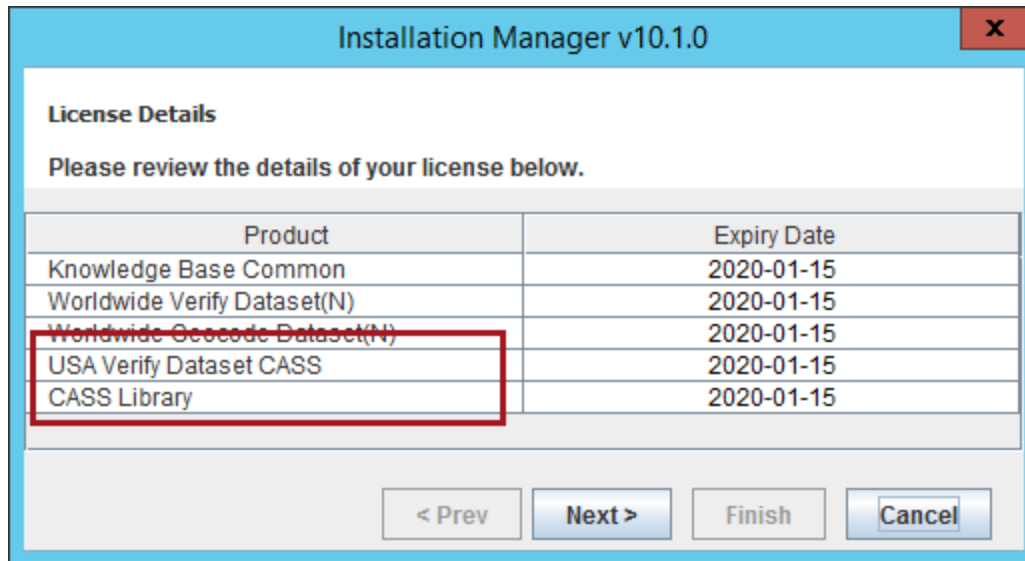 Installation Manager v10.1.0
x
License Details
Please review the details of your license below.
Product Expiry Date
Knowledge Base Common 2020-01-15
Worldwide Verify Dataset(N) 2020-01-15
Worldwide Geocode Dataset(N) 2020-01-15
USA Verify Dataset CASS 2020-01-15
CASS Library 2020-01-15
< Prev Next > Finish Cancel